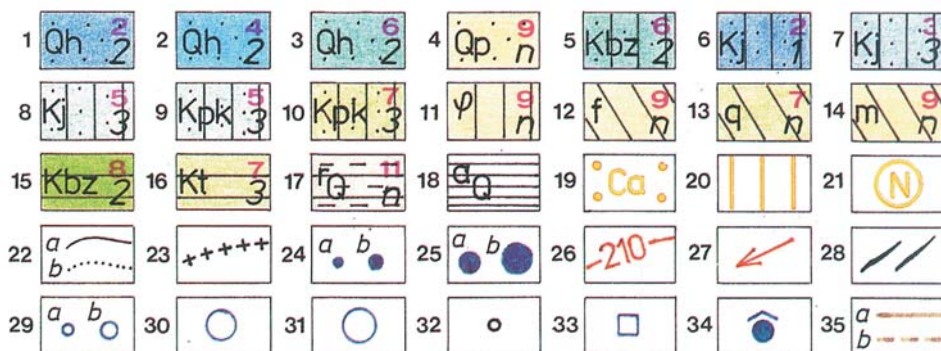 1 Qh 2 2 2 Qh 4 2 3 Qh 6 2 4 Qp 9 n 5 Kbz 6 2 6 Kj 2 1 7 Kj 3 3
8 Kj 5 3 9 Kpk 5 3 10 Kpk 7 3 11 φ 9 n 12 f 9 n 13 q 7 n 14 m 9 n
15 Kbz 8 2 16 Kt 7 3 17 FQ 11 n 18 aQ 19 Ca 20 21 N
22 a b 23 24 a b 25 a b 26 -210- 27 28
29 a b 30 31 32 33 34 35 a b